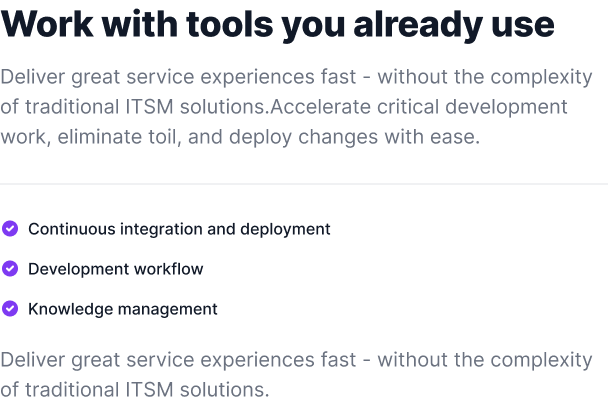 Work with tools you already use
Deliver great service experiences fast - without the complexity
of traditional ITSM solutions.Accelerate critical development
work, eliminate toil, and deploy changes with ease.
Continuous integration and deployment
Development workflow
Knowledge management
Deliver great service experiences fast - without the complexity
of traditional ITSM solutions.